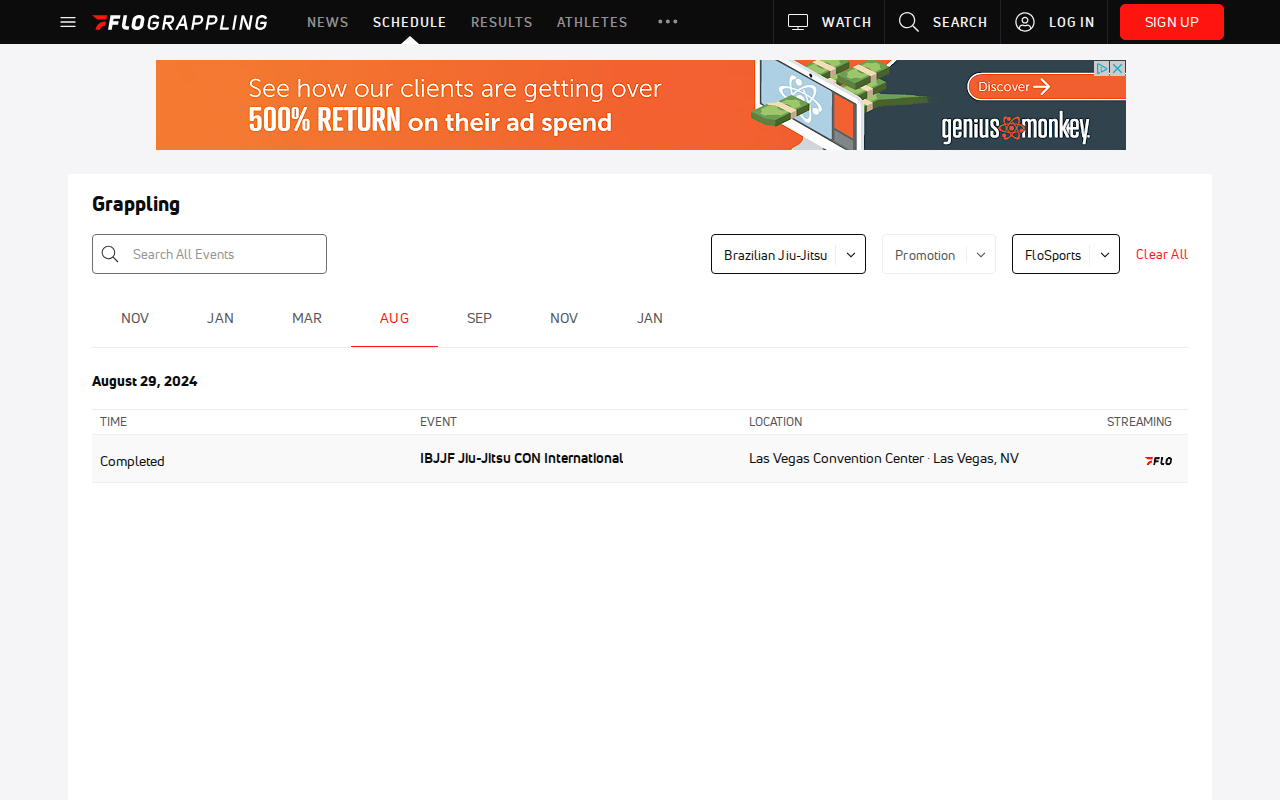 FLOGRAPPLING NEWS SCHEDULE RESULTS ATHLETES WATCH SEARCH LOG IN SIGN UP
See how our clients are getting over
500% RETURN on their ad spend
Discover
genius monkey
Grappling
Search All Events Brazilian Jiu-Jitsu Promotion FloSports Clear All
NOV JAN MAR AUG SEP NOV JAN
August 29, 2024
TIME EVENT LOCATION STREAMING
Completed IBJJF Jiu-Jitsu CON International Las Vegas Convention Center · Las Vegas, NV FLO